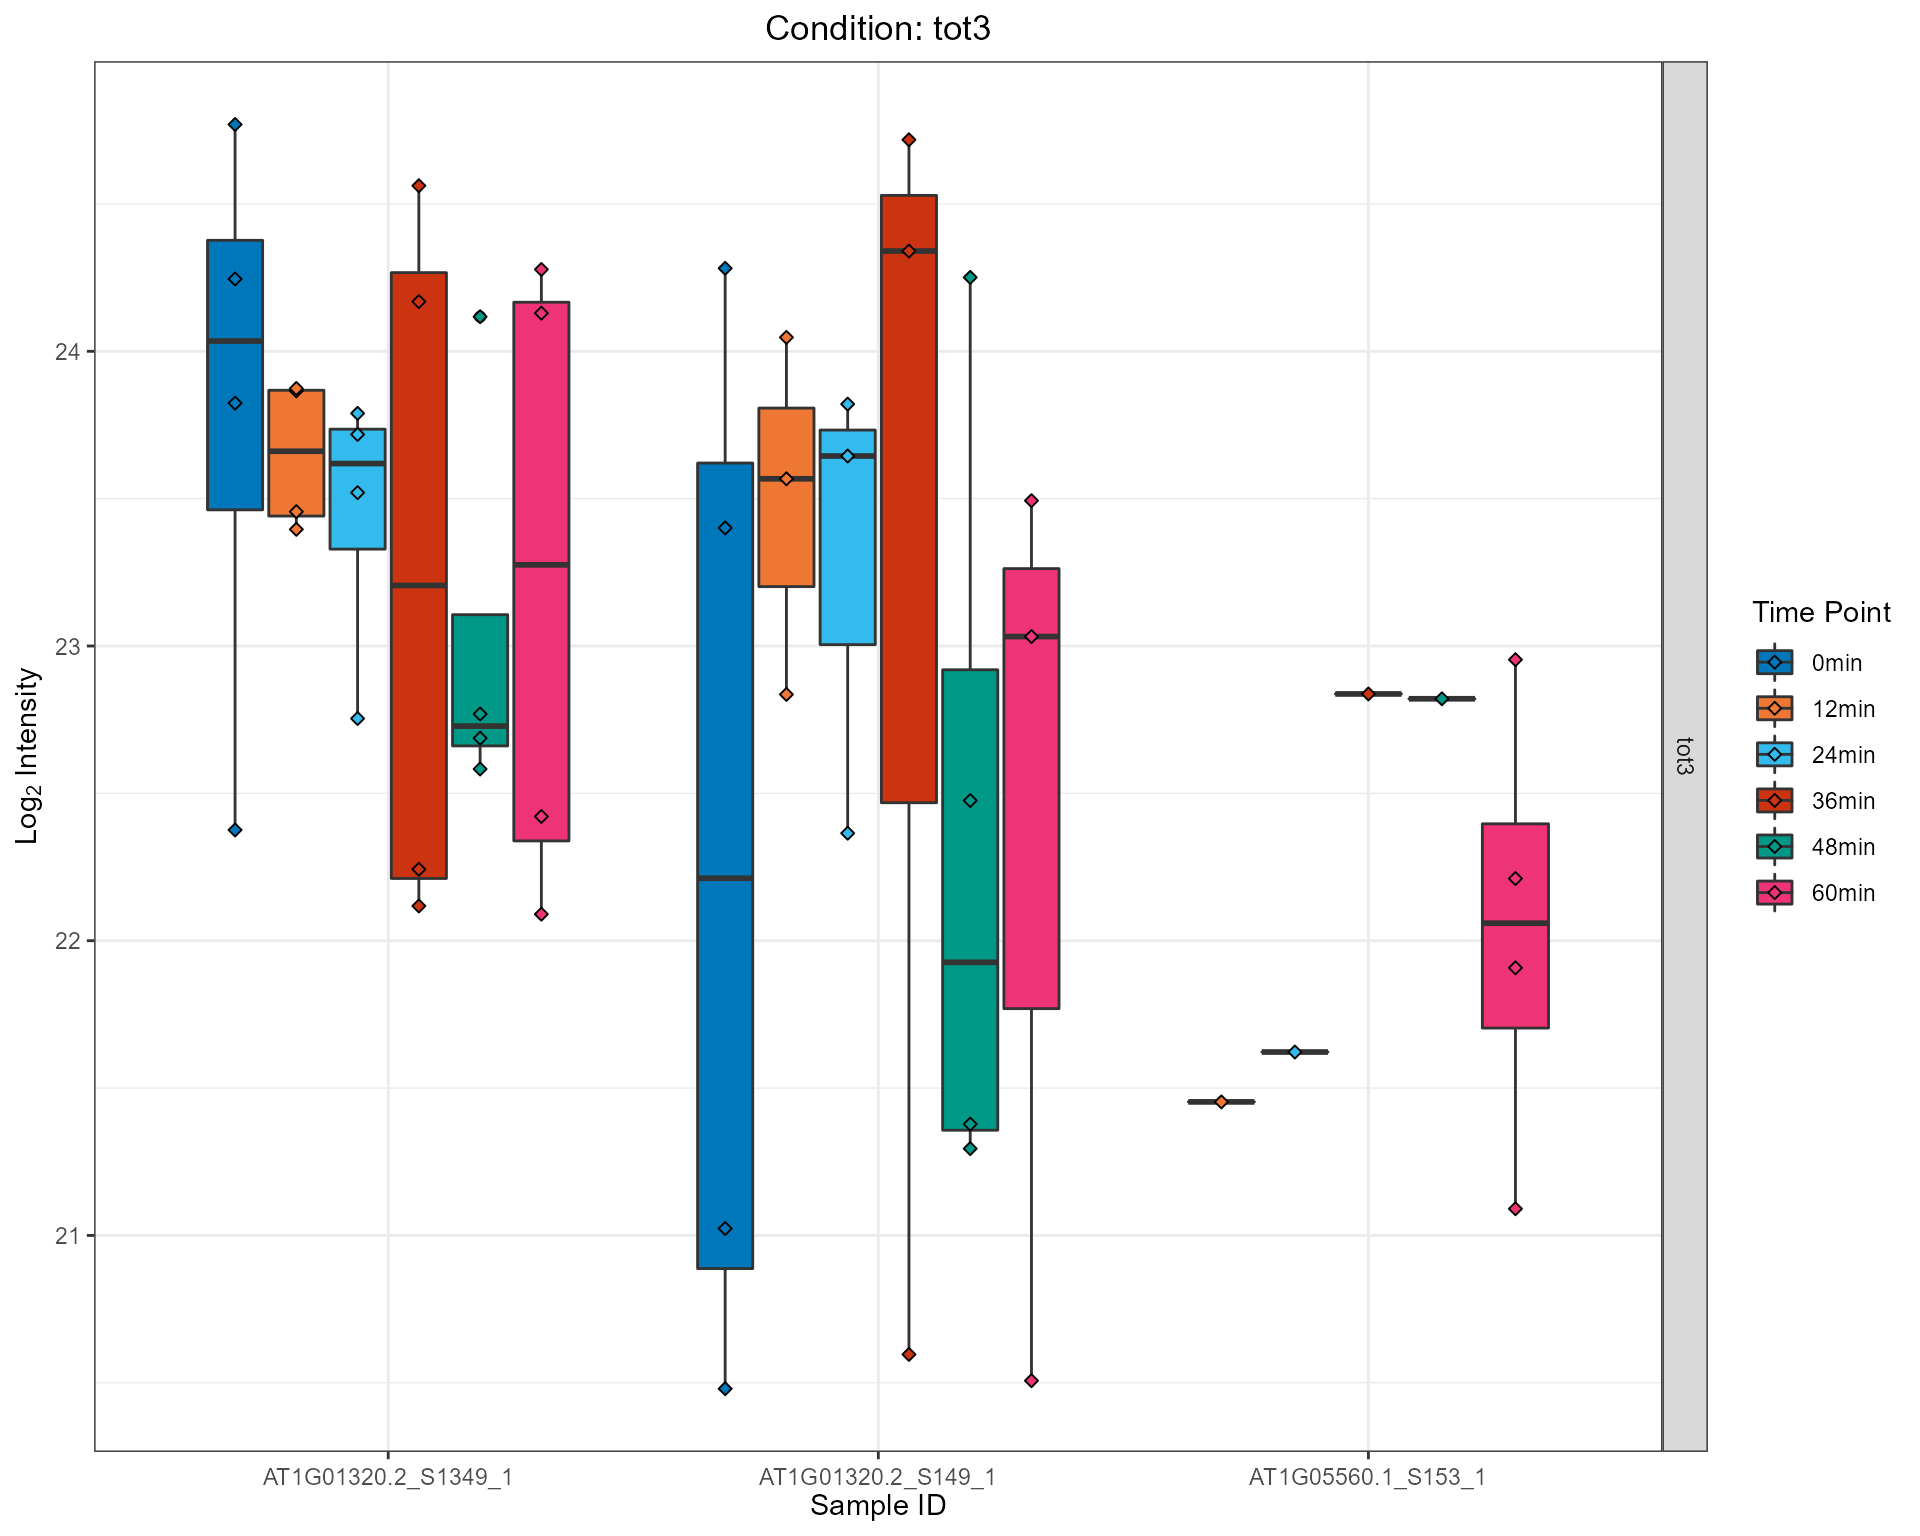 Condition: tot3
Log2 Intensity
24
23
22
21
tot3
AT1G01320.2_S1349_1
AT1G01320.2_S149_1
AT1G05560.1_S153_1
Sample ID
Time Point
0min
12min
24min
36min
48min
60min